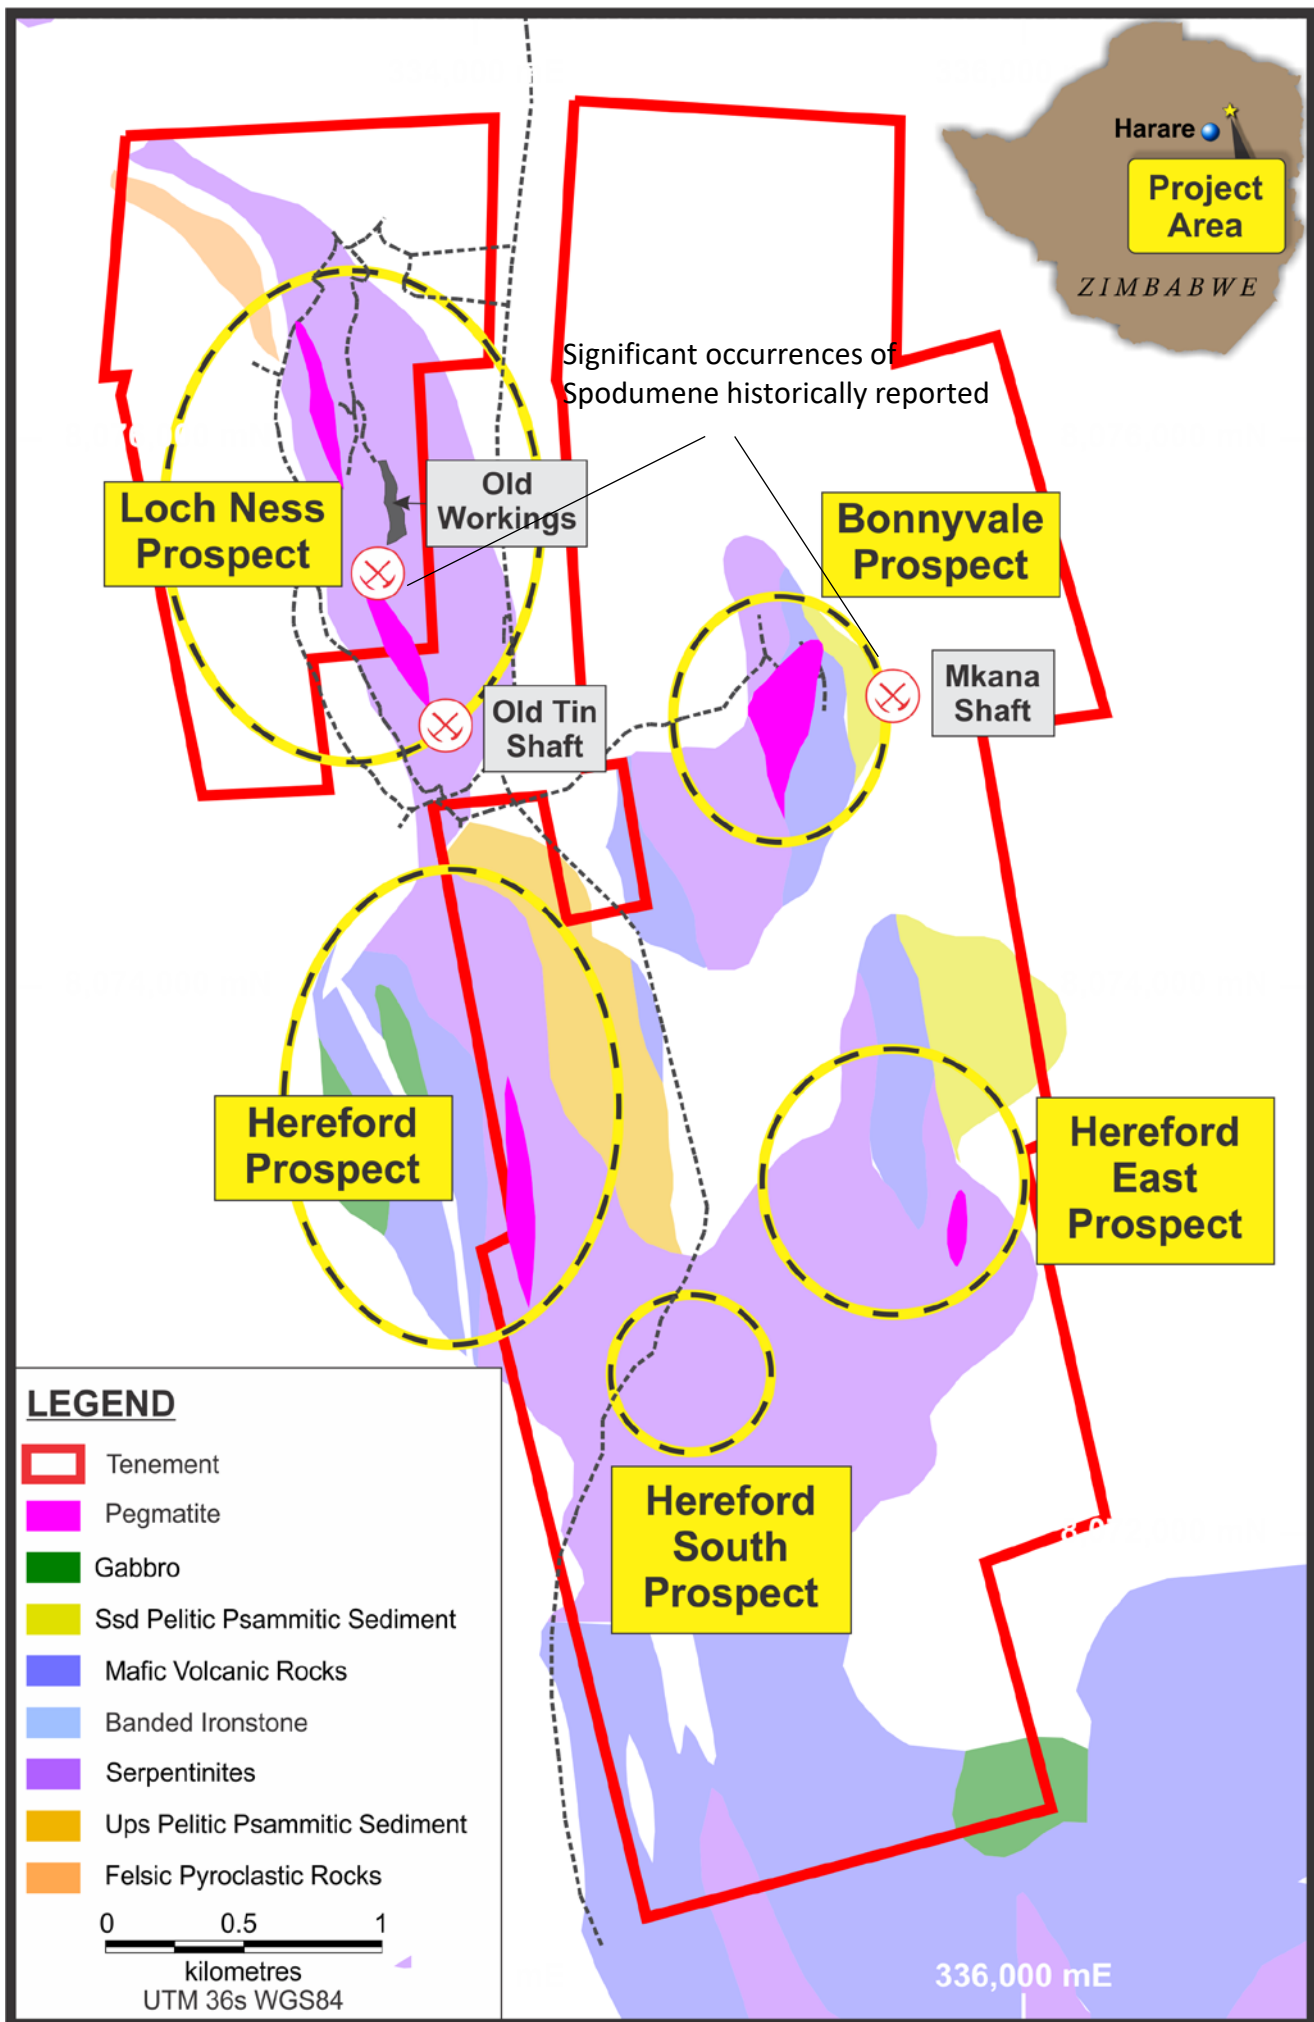 Harare
Project
Area
ZIMBABWE
Significant occurrences of
Spodumene historically reported
Old
Workings
Loch Ness
Prospect
Bonnyvale
Prospect
Mkana
Shaft
Old Tin
Shaft
Hereford
Prospect
Hereford
East
Prospect
Hereford
South
Prospect
LEGEND
Tenement
Pegmatite
Gabbro
Ssd Pelitic Psammitic Sediment
Mafic Volcanic Rocks
Banded Ironstone
Serpentinites
Ups Pelitic Psammitic Sediment
Felsic Pyroclastic Rocks
0 0.5 1
kilometres
UTM 36s WGS84
336,000 mE